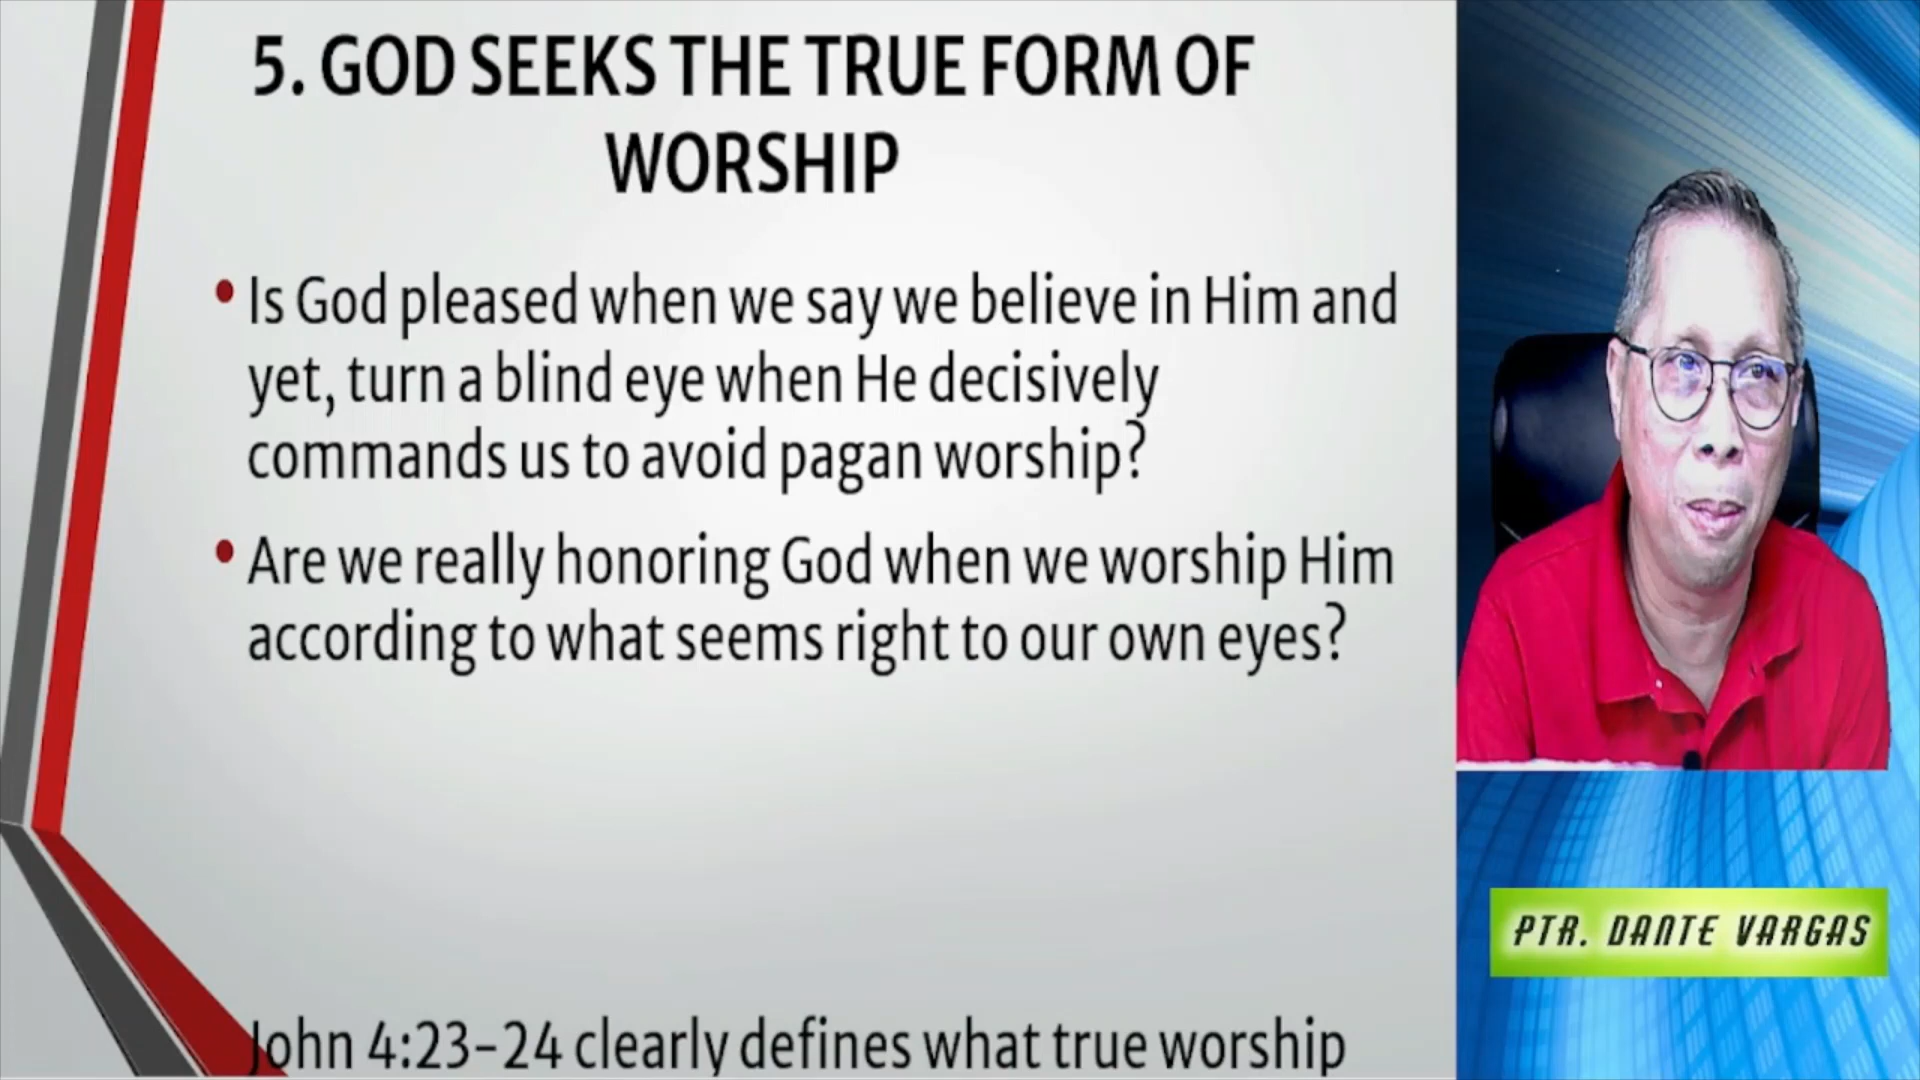 5. GOD SEEKS THE TRUE FORM OF
WORSHIP
• Is God pleased when we say we believe in Him and
yet, turn a blind eye when He decisively
commands us to avoid pagan worship?
• Are we really honoring God when we worship Him
according to what seems right to our own eyes?
John 4:23–24 clearly defines what true worship
PTR. DANTE VARGAS